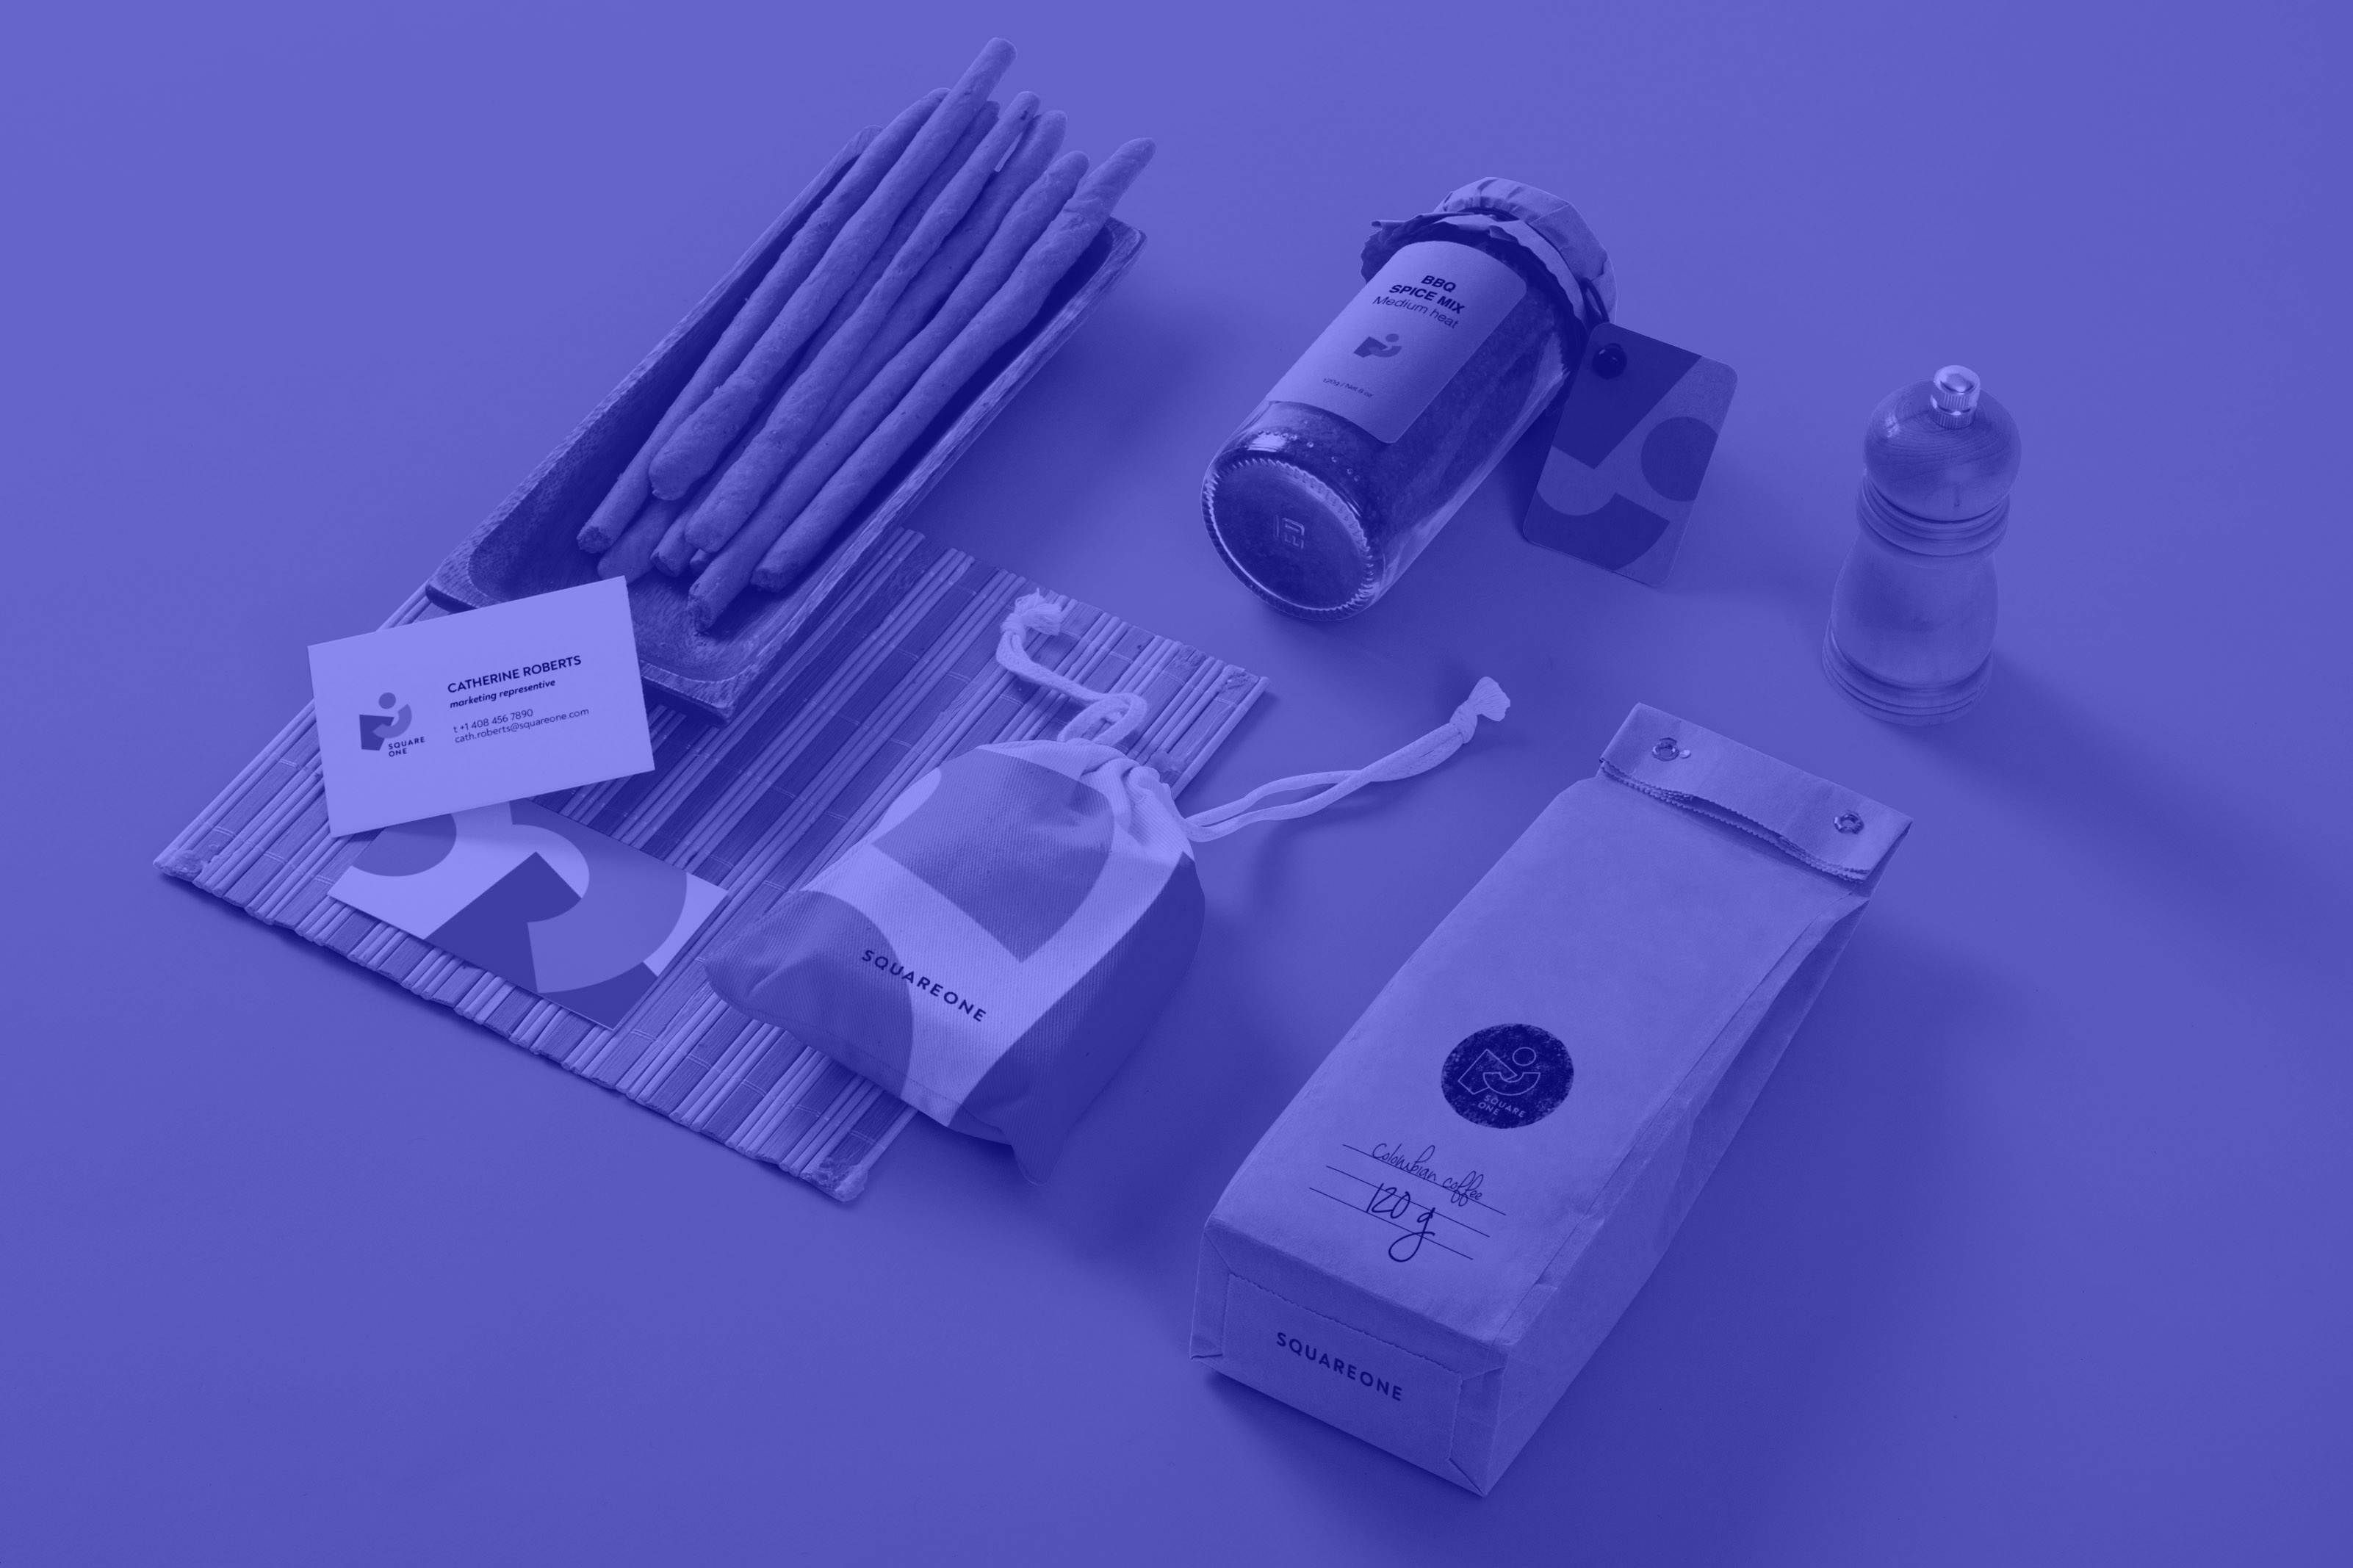 BBQ
SPICE MIX
Medium heat
CATHERINE ROBERTS
marketing representive
t +1 408 456 7890
cath.roberts@squareone.com
SQUARE
ONE
SQUAREONE
SQUARE
ONE
Colombian coffee
120 g
SQUAREONE